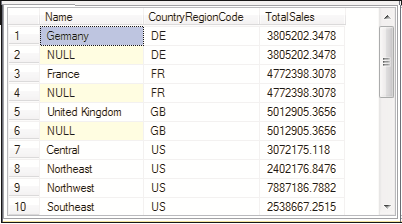 Name CountryRegionCode TotalSales
1 Germany DE 3805202.3478
2 NULL DE 3805202.3478
3 France FR 4772398.3078
4 NULL FR 4772398.3078
5 United Kingdom GB 5012905.3656
6 NULL GB 5012905.3656
7 Central US 3072175.118
8 Northeast US 2402176.8476
9 Northwest US 7887186.7882
10 Southeast US 2538667.2515